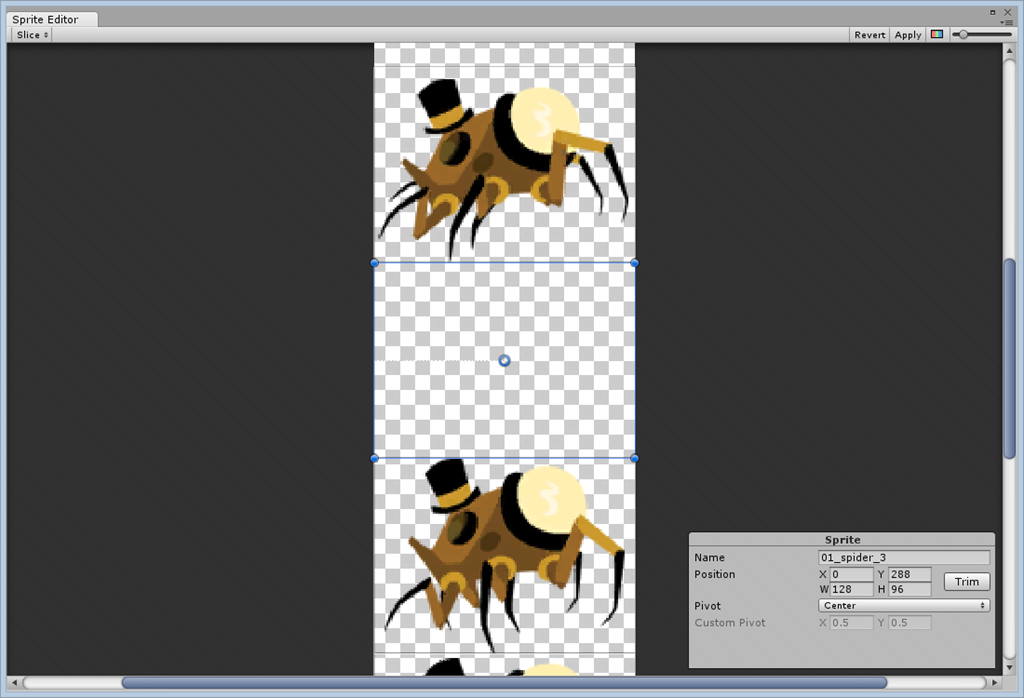 Sprite Editor
Slice
Revert Apply
Sprite
Name 01_spider_3
Position X 0 Y 288
W 128 H 96
Trim
Pivot Center
Custom Pivot X 0.5 Y 0.5